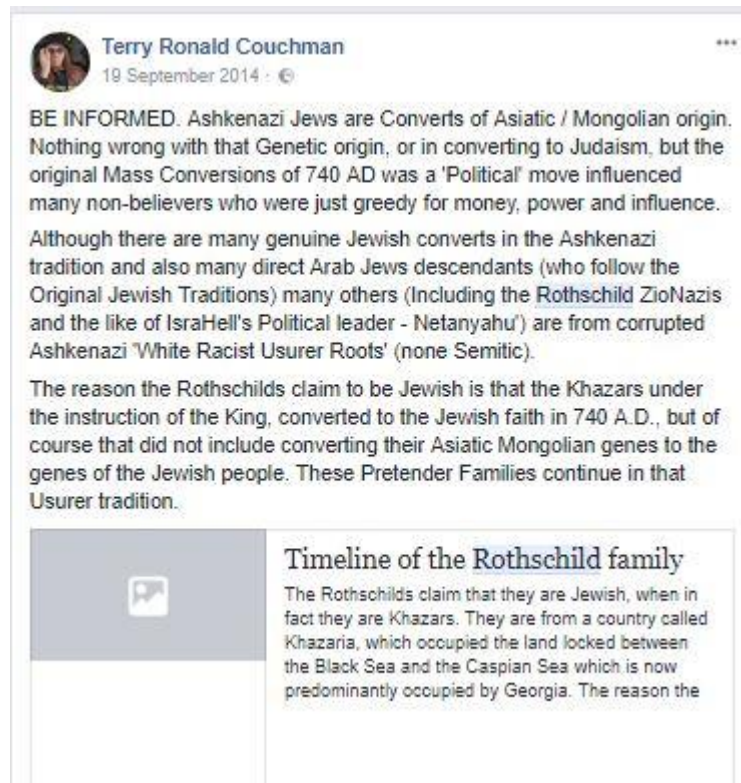 Terry Ronald Couchman
19 September 2014 ·
BE INFORMED. Ashkenazi Jews are Converts of Asiatic / Mongolian origin.
Nothing wrong with that Genetic origin, or in converting to Judaism, but the
original Mass Conversions of 740 AD was a 'Political' move influenced
many non-believers who were just greedy for money, power and influence.
Although there are many genuine Jewish converts in the Ashkenazi
tradition and also many direct Arab Jews descendants (who follow the
Original Jewish Traditions) many others (Including the Rothschild ZioNazis
and the like of IsraHell's Political leader - Netanyahu') are from corrupted
Ashkenazi 'White Racist Usurer Roots' (none Semitic).
The reason the Rothschilds claim to be Jewish is that the Khazars under
the instruction of the King, converted to the Jewish faith in 740 A.D., but of
course that did not include converting their Asiatic Mongolian genes to the
genes of the Jewish people. These Pretender Families continue in that
Usurer tradition.
Timeline of the Rothschild family
The Rothschilds claim that they are Jewish, when in
fact they are Khazars. They are from a country called
Khazaria, which occupied the land locked between
the Black Sea and the Caspian Sea which is now
predominantly occupied by Georgia. The reason the